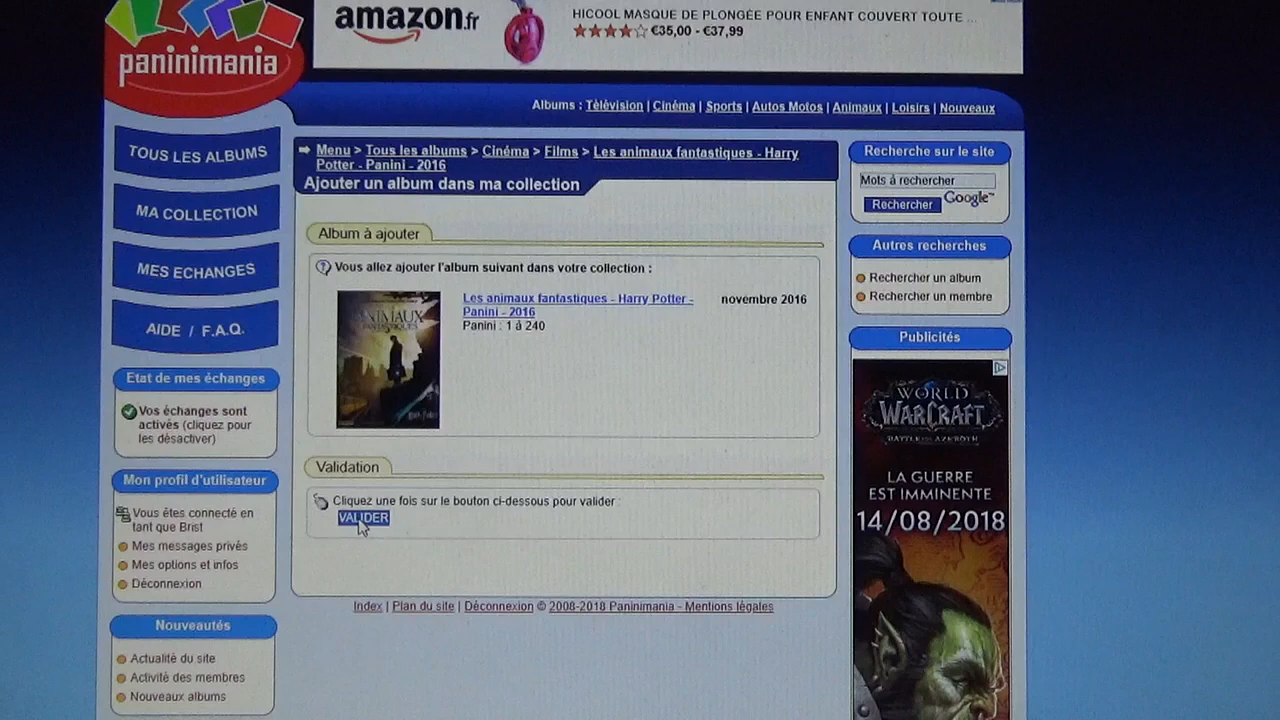 paninimania
amazon.fr
HICOOL MASQUE DE PLONGÉE POUR ENFANT COUVERT TOUTE ...
€35,00 - €37,99
Albums : Télévision | Cinéma | Sports | Autos Motos | Animaux | Loisirs | Nouveaux
TOUS LES ALBUMS
MA COLLECTION
MES ECHANGES
AIDE / F.A.Q.
Etat de mes échanges
Vos échanges sont
activés (cliquez pour
les désactiver)
Mon profil d'utilisateur
Vous êtes connecté en
tant que Brist
Mes messages privés
Mes options et infos
Déconnexion
Nouveautés
Actualité du site
Activité des membres
Nouveaux albums
Menu > Tous les albums > Cinéma > Films > Les animaux fantastiques - Harry
Potter - Panini - 2016
Ajouter un album dans ma collection
Album à ajouter
Vous allez ajouter l'album suivant dans votre collection :
ANIMAUX
FANTASTIQUES
Les animaux fantastiques - Harry Potter -
Panini - 2016
Panini : 1 à 240
novembre 2016
Validation
Cliquez une fois sur le bouton ci-dessous pour valider :
VALIDER
Index | Plan du site | Déconnexion © 2008-2018 Paninimania - Mentions légales
Recherche sur le site
Mots à rechercher
Rechercher
Google™
Autres recherches
Rechercher un album
Rechercher un membre
Publicités
WORLD
WARCRAFT
BATTLE FOR AZEROTH
LA GUERRE
EST IMMINENTE
14/08/2018